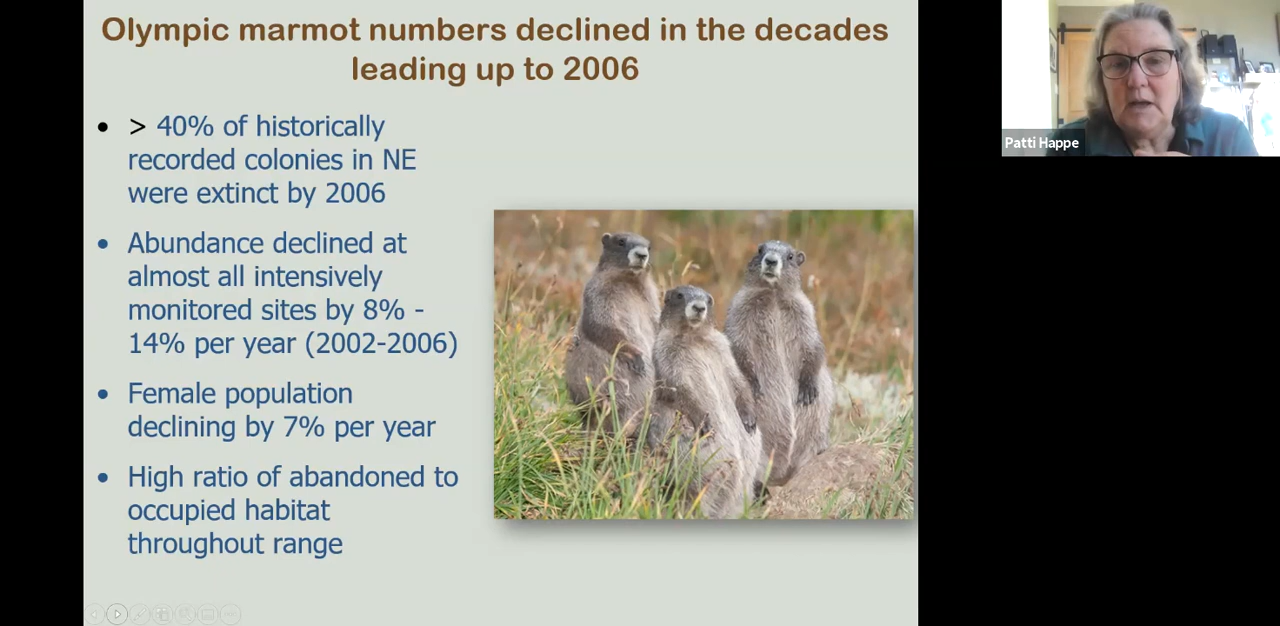 Olympic marmot numbers declined in the decades
leading up to 2006
• > 40% of historically
recorded colonies in NE
were extinct by 2006
• Abundance declined at
almost all intensively
monitored sites by 8% -
14% per year (2002-2006)
• Female population
declining by 7% per year
• High ratio of abandoned to
occupied habitat
throughout range
Patti Happe